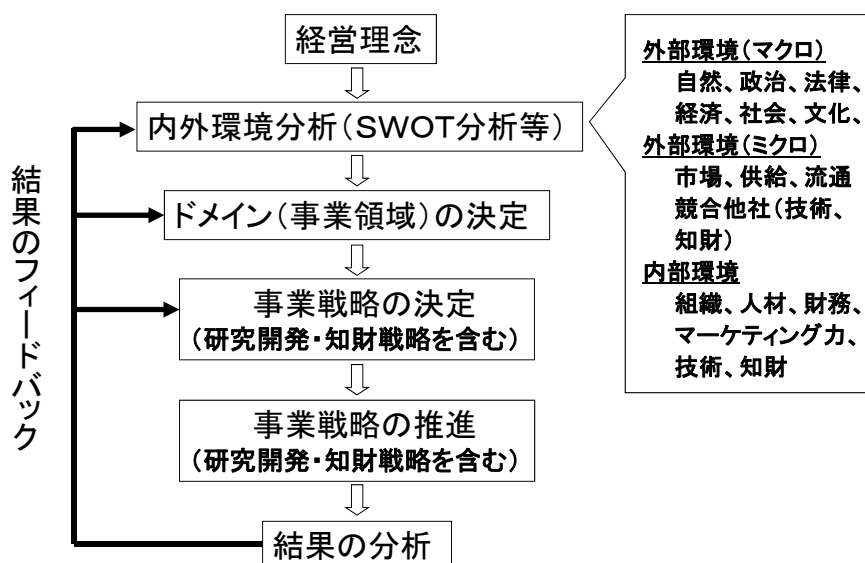 経営理念
内外環境分析（SWOT分析等）
ドメイン（事業領域）の決定
事業戦略の決定
（研究開発・知財戦略を含む）
事業戦略の推進
（研究開発・知財戦略を含む）
結果の分析
結果のフィードバック
外部環境（マクロ）
自然、政治、法律、
経済、社会、文化、
外部環境（ミクロ）
市場、供給、流通
競合他社（技術、
知財）
内部環境
組織、人材、財務、
マーケティング力、
技術、知財